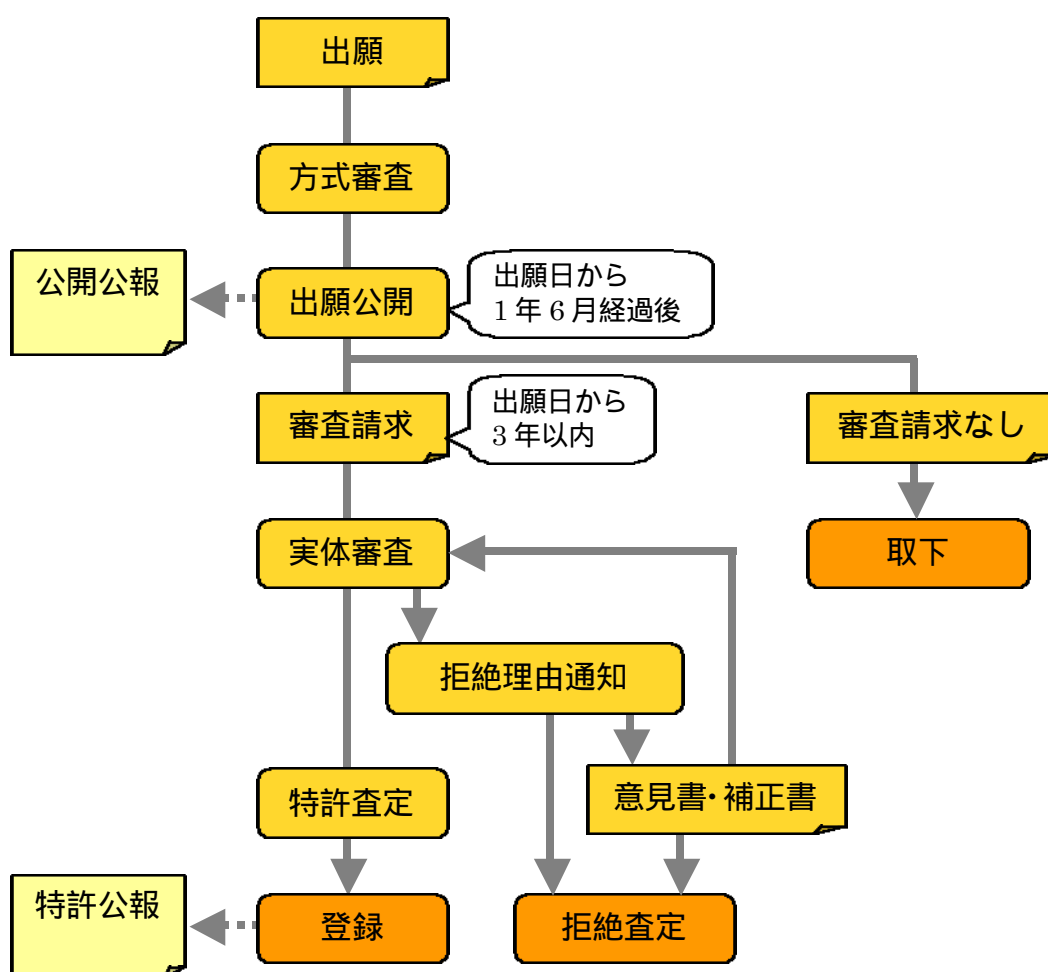 出願
方式審査
公開公報
出願公開
出願日から
1年6月経過後
審査請求
出願日から
3年以内
審査請求なし
実体審査
取下
拒絶理由通知
特許査定
意見書・補正書
特許公報
登録
拒絶査定